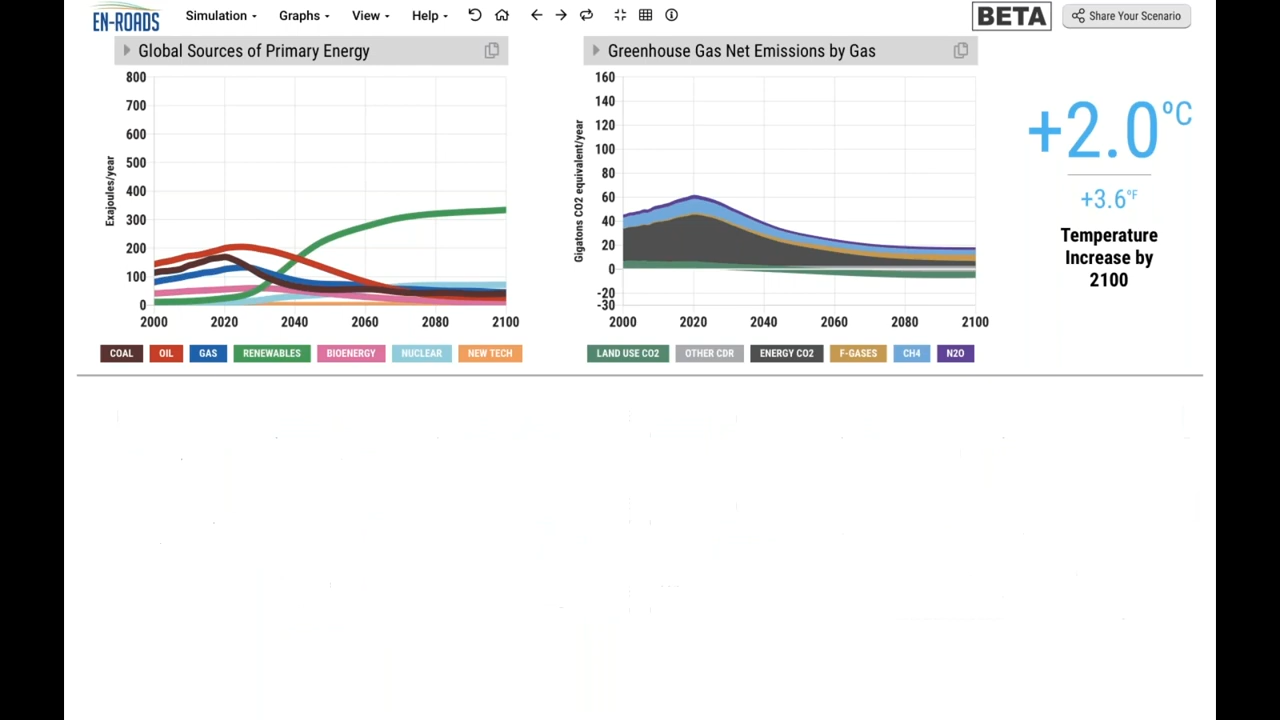 EN-ROADS
Simulation
Graphs
View
Help
BETA
Share Your Scenario
Global Sources of Primary Energy
Exajoules/year
800
700
600
500
400
300
200
100
0
2000 2020 2040 2060 2080 2100
COAL OIL GAS RENEWABLES BIOENERGY NUCLEAR NEW TECH
Greenhouse Gas Net Emissions by Gas
Gigatons CO2 equivalent/year
160
140
120
100
80
60
40
20
0
-20
-30
2000 2020 2040 2060 2080 2100
LAND USE CO2 OTHER CDR ENERGY CO2 F-GASES CH4 N2O
+2.0°C
+3.6°F
Temperature
Increase by
2100